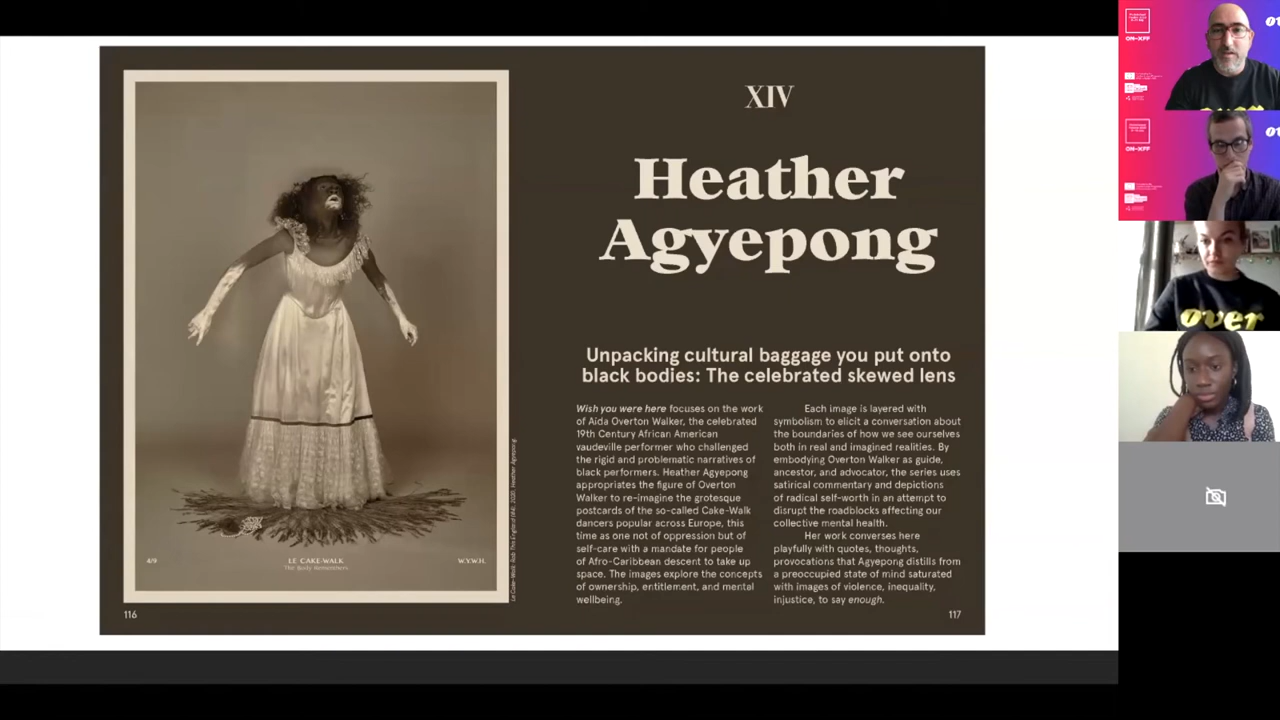 XIV
Heather
Agyepong
Unpacking cultural baggage you put onto
black bodies: The celebrated skewed lens
Wish you were here focuses on the work
of Aida Overton Walker, the celebrated
19th Century African American
vaudeville performer who challenged
the rigid and problematic narratives of
black performers. Heather Agyepong
appropriates the figure of Overton
Walker to re-imagine the grotesque
postcards of the so-called Cake-Walk
dancers popular across Europe, this
time as one not of oppression but of
self-care with a mandate for people
of Afro-Caribbean descent to take up
space. The images explore the concepts
of ownership, entitlement, and mental
wellbeing.
Each image is layered with
symbolism to elicit a conversation about
the boundaries of how we see ourselves
both in real and imagined realities. By
embodying Overton Walker as guide,
ancestor, and advocator, the series uses
satirical commentary and depictions
of radical self-worth in an attempt to
disrupt the roadblocks affecting our
collective mental health.
Her work converses here
playfully with quotes, thoughts,
provocations that Agyepong distills from
a preoccupied state of mind saturated
with images of violence, inequality,
injustice, to say enough.
4/9
LE CAKE-WALK
The Body Remembers
W.Y.W.H.
116
117
over